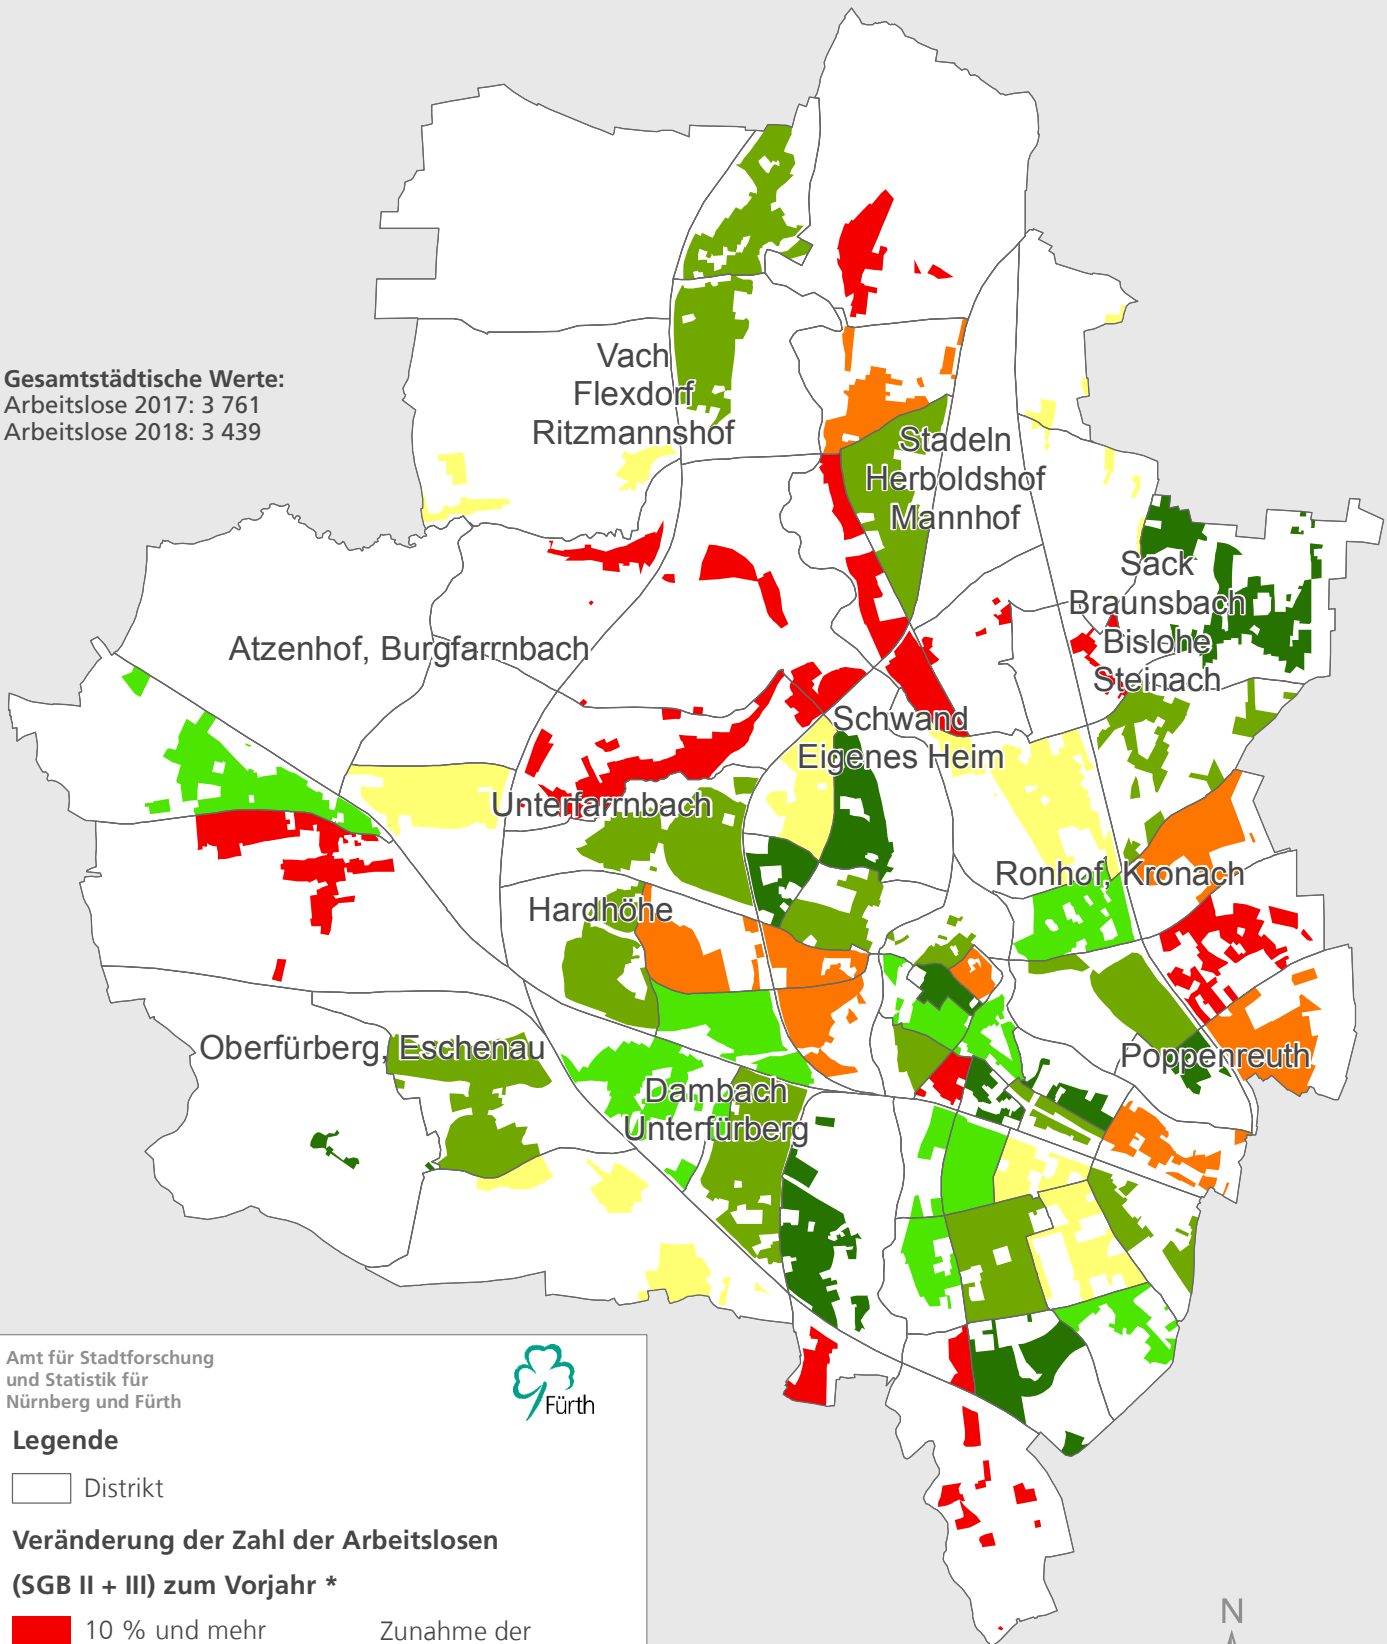 Vach
Flexdorf
Ritzmannshof
Gesamtstädtische Werte:
Arbeitslose 2017: 3 761
Arbeitslose 2018: 3 439
Stadeln
Herboldshof
Mannhof
Sack
Braunsbach
Bislohe
Steinach
Atzenhof, Burgfarrnbach
Schwand
Eigenes Heim
Unterfarrnbach
Ronhof, Kronach
Hardhöhe
Oberfürberg, Eschenau
Poppenreuth
Dambach
Unterfürberg
Amt für Stadtforschung
und Statistik für
Nürnberg und Fürth
Fürth
Legende
Distrikt
Veränderung der Zahl der Arbeitslosen
(SGB II + III) zum Vorjahr *
10 % und mehr
Zunahme der
N